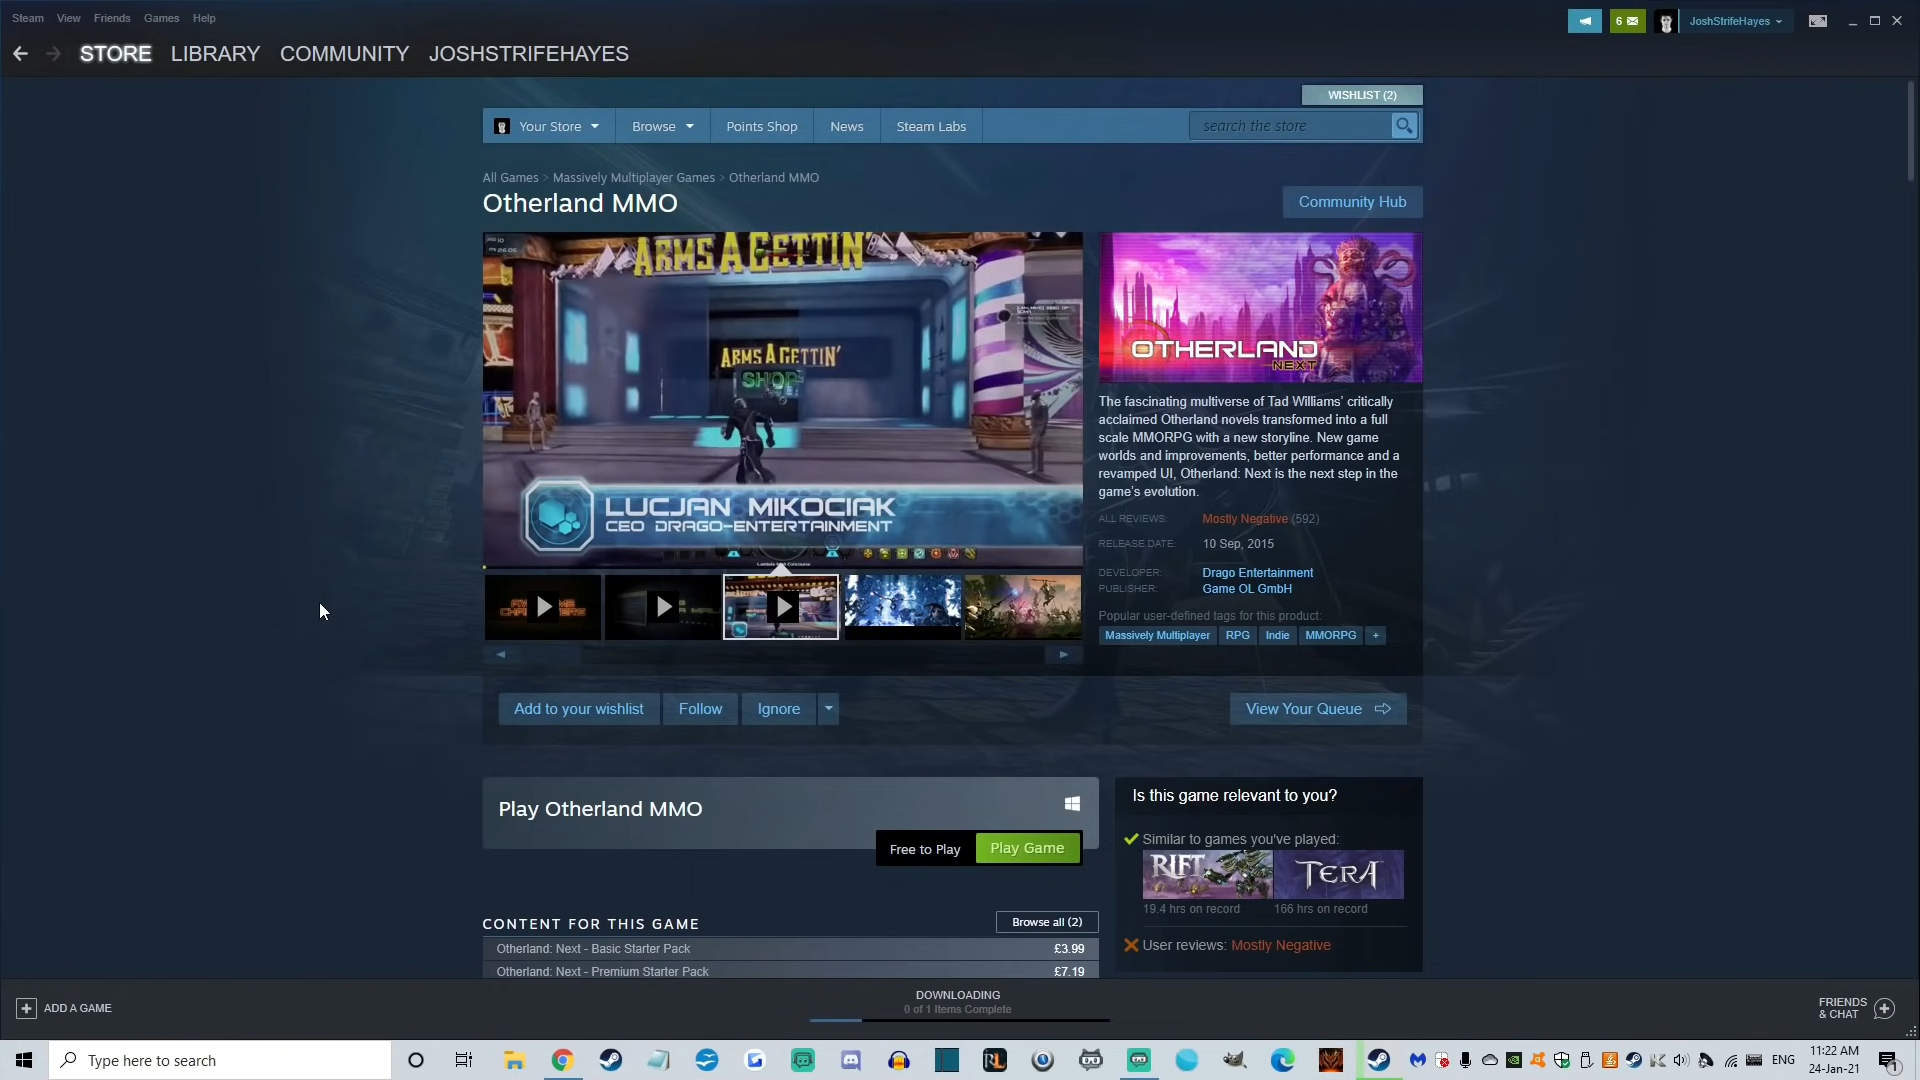 Steam View Friends Games Help
6
JoshStrifeHayes
STORE LIBRARY COMMUNITY JOSHSTRIFEHAYES
WISHLIST (2)
Your Store Browse Points Shop News Steam Labs search the store
All Games > Massively Multiplayer Games > Otherland MMO
Otherland MMO
Community Hub
ARMS A GETTIN'
ARMS A GETTIN'
SHOP
LUCJAN MIKOCIAK
CEO DRAGO-ENTERTAINMENT
OTHERLAND
NEXT
The fascinating multiverse of Tad Williams' critically
acclaimed Otherland novels transformed into a full
scale MMORPG with a new storyline. New game
worlds and improvements, better performance and a
revamped UI, Otherland: Next is the next step in the
game's evolution.
ALL REVIEWS: Mostly Negative (592)
RELEASE DATE: 10 Sep, 2015
DEVELOPER: Drago Entertainment
PUBLISHER: Game OL GmbH
Popular user-defined tags for this product:
Massively Multiplayer RPG Indie MMORPG +
Add to your wishlist Follow Ignore
View Your Queue
Play Otherland MMO
Free to Play Play Game
Is this game relevant to you?
Similar to games you've played:
RIFT TERA
19.4 hrs on record 166 hrs on record
User reviews: Mostly Negative
CONTENT FOR THIS GAME Browse all (2)
Otherland: Next - Basic Starter Pack £3.99
Otherland: Next - Premium Starter Pack £7.19
ADD A GAME
DOWNLOADING
0 of 1 Items Complete
FRIENDS
& CHAT
Type here to search
ENG
11:22 AM
24-Jan-21